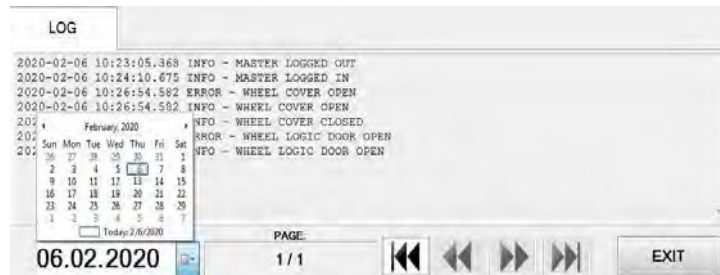 LOG
2020-02-06 10:23:05.368 INFO - MASTER LOGGED OUT
2020-02-06 10:24:10.675 INFO - MASTER LOGGED IN
2020-02-06 10:26:54.582 ERROR - WHEEL COVER OPEN
2020-02-06 10:26:54.582 INFO - WHEEL COVER OPEN
202 NFO - WHEEL COVER CLOSED
202 RROR - WHEEL LOGIC DOOR OPEN
202 NFO - WHEEL LOGIC DOOR OPEN
February, 2020
Sun Mon Tue Wed Thu Fri Sat
26 27 28 29 30 31 1
2 3 4 5 6 7 8
9 10 11 12 13 14 15
16 17 18 19 20 21 22
23 24 25 26 27 28 29
1 2 3 4 5 6 7
Today: 2/6/2020
06.02.2020
PAGE:
1 / 1
EXIT